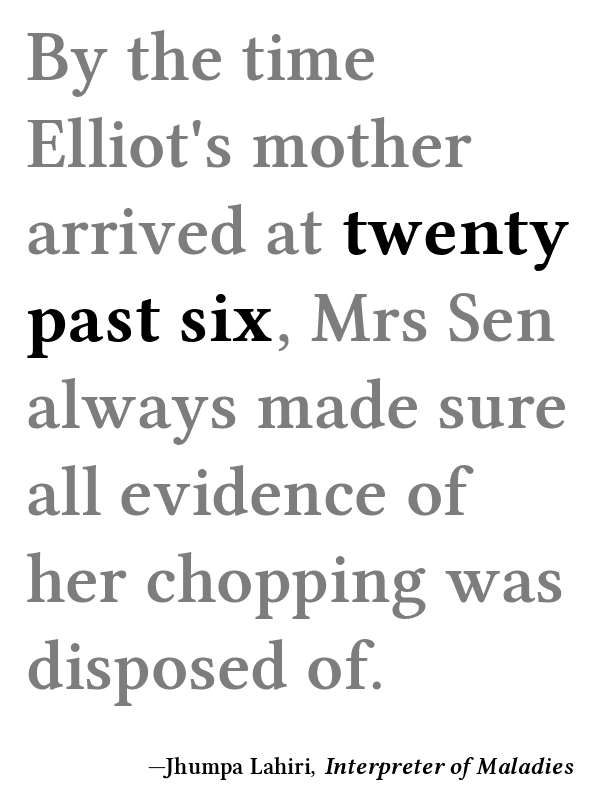 By the time
Elliot's mother
arrived at twenty
past six, Mrs Sen
always made sure
all evidence of
her chopping was
disposed of.
—Jhumpa Lahiri, Interpreter of Maladies